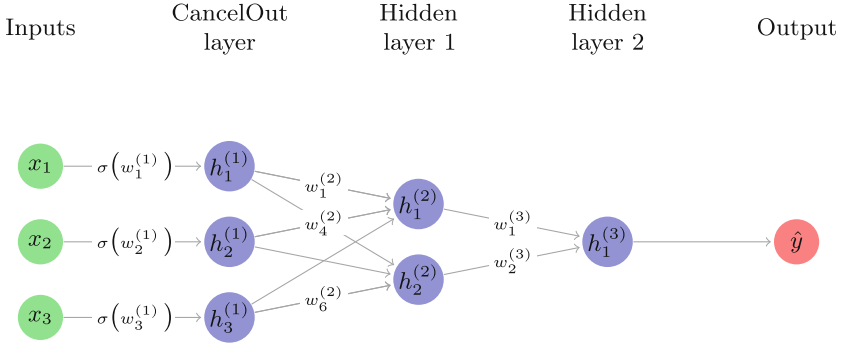 Inputs
CancelOut
layer
Hidden
layer 1
Hidden
layer 2
Output
x₁
σ(w₁⁽¹⁾)
h₁⁽¹⁾
w₁⁽²⁾
h₁⁽²⁾
w₁⁽³⁾
x₂
σ(w₂⁽¹⁾)
h₂⁽¹⁾
w₄⁽²⁾
h₁⁽³⁾
ŷ
h₂⁽²⁾
w₂⁽³⁾
x₃
σ(w₃⁽¹⁾)
h₃⁽¹⁾
w₆⁽²⁾